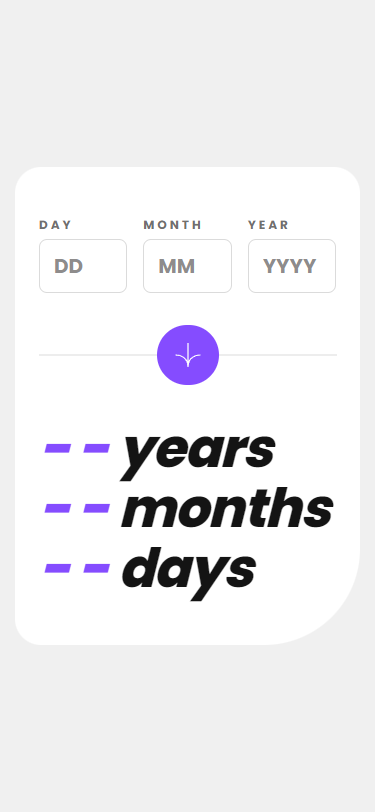 DAY MONTH YEAR
DD MM YYYY
- - years
- - months
- - days